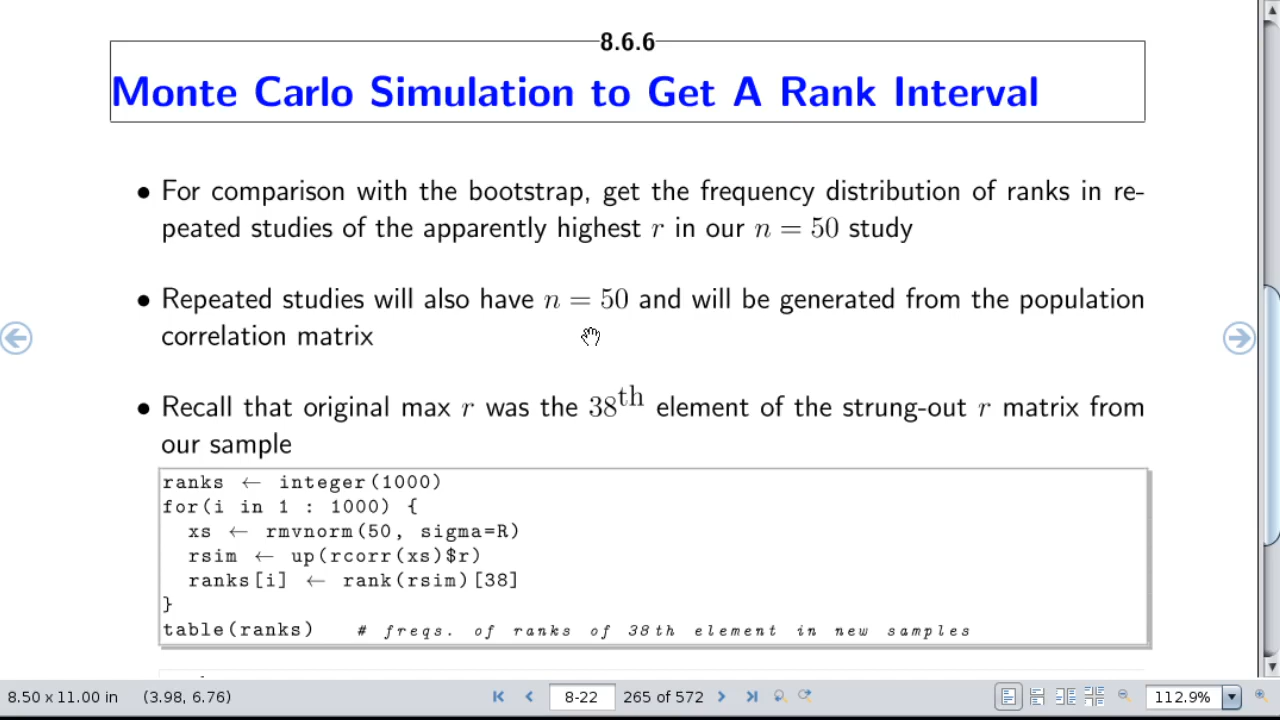 8.6.6
Monte Carlo Simulation to Get A Rank Interval
• For comparison with the bootstrap, get the frequency distribution of ranks in re-
peated studies of the apparently highest r in our n = 50 study
• Repeated studies will also have n = 50 and will be generated from the population
correlation matrix
• Recall that original max r was the 38th element of the strung-out r matrix from
our sample
ranks ← integer(1000)
for(i in 1 : 1000) {
xs ← rmvnorm(50, sigma=R)
rsim ← up(rcorr(xs)$r)
ranks[i] ← rank(rsim)[38]
}
table(ranks) # freqs. of ranks of 38th element in new samples
8.50 x 11.00 in (3.98, 6.76) 8-22 265 of 572 112.9%